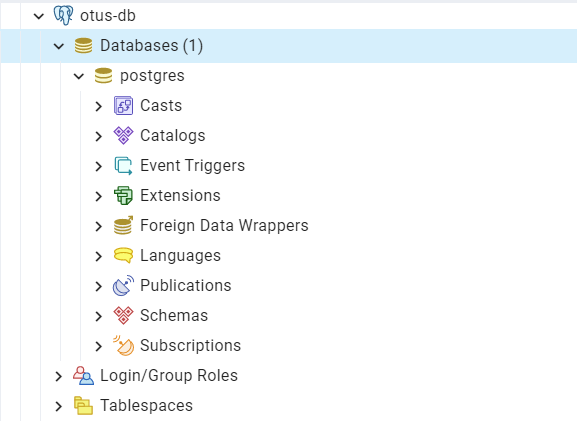 otus-db
Databases (1)
postgres
Casts
Catalogs
Event Triggers
Extensions
Foreign Data Wrappers
Languages
Publications
Schemas
Subscriptions
Login/Group Roles
Tablespaces